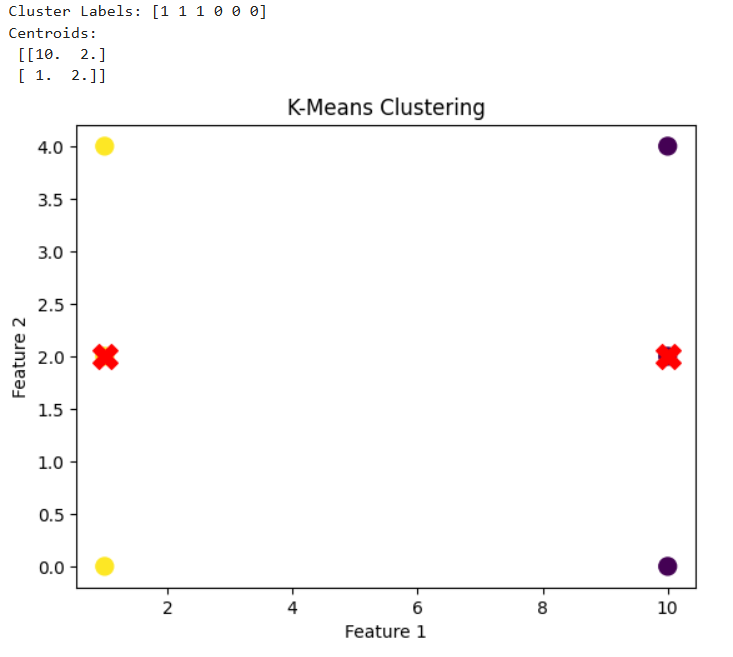 Cluster Labels: [1 1 1 0 0 0]
Centroids:
[[10.  2.]
[ 1.  2.]]
K-Means Clustering
4.0
3.5
3.0
2.5
2.0
1.5
1.0
0.5
0.0
Feature 2
2 4 6 8 10
Feature 1